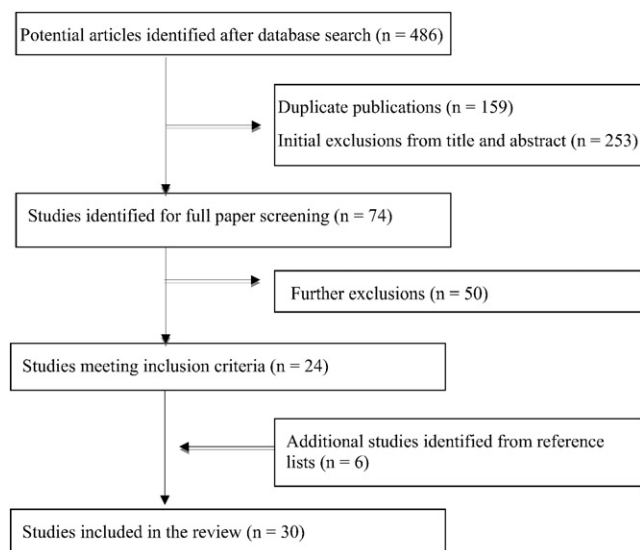 Potential articles identified after database search (n = 486)
Duplicate publications (n = 159)
Initial exclusions from title and abstract (n = 253)
Studies identified for full paper screening (n = 74)
Further exclusions (n = 50)
Studies meeting inclusion criteria (n = 24)
Additional studies identified from reference
lists (n = 6)
Studies included in the review (n = 30)